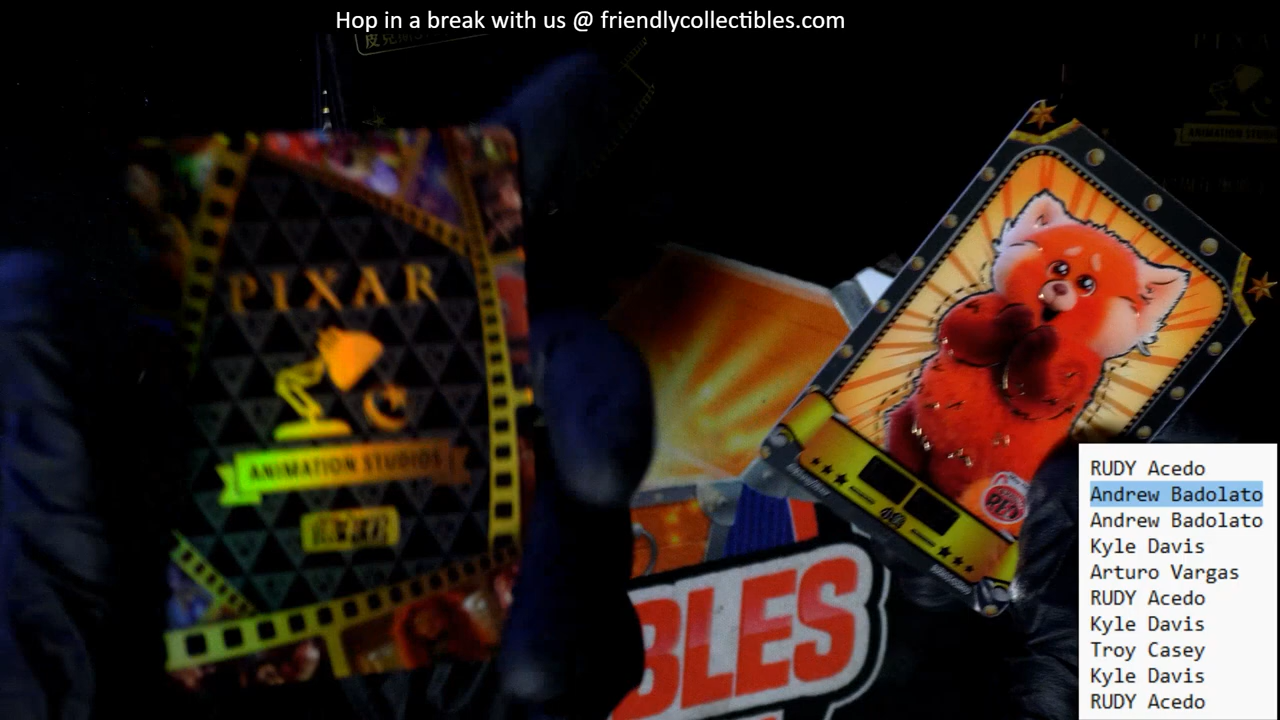 Hop in a break with us @ friendlycollectibles.com
PIXAR
ANIMATION STUDIOS
RED
BLES
RUDY Acedo
Andrew Badolato
Andrew Badolato
Kyle Davis
Arturo Vargas
RUDY Acedo
Kyle Davis
Troy Casey
Kyle Davis
RUDY Acedo